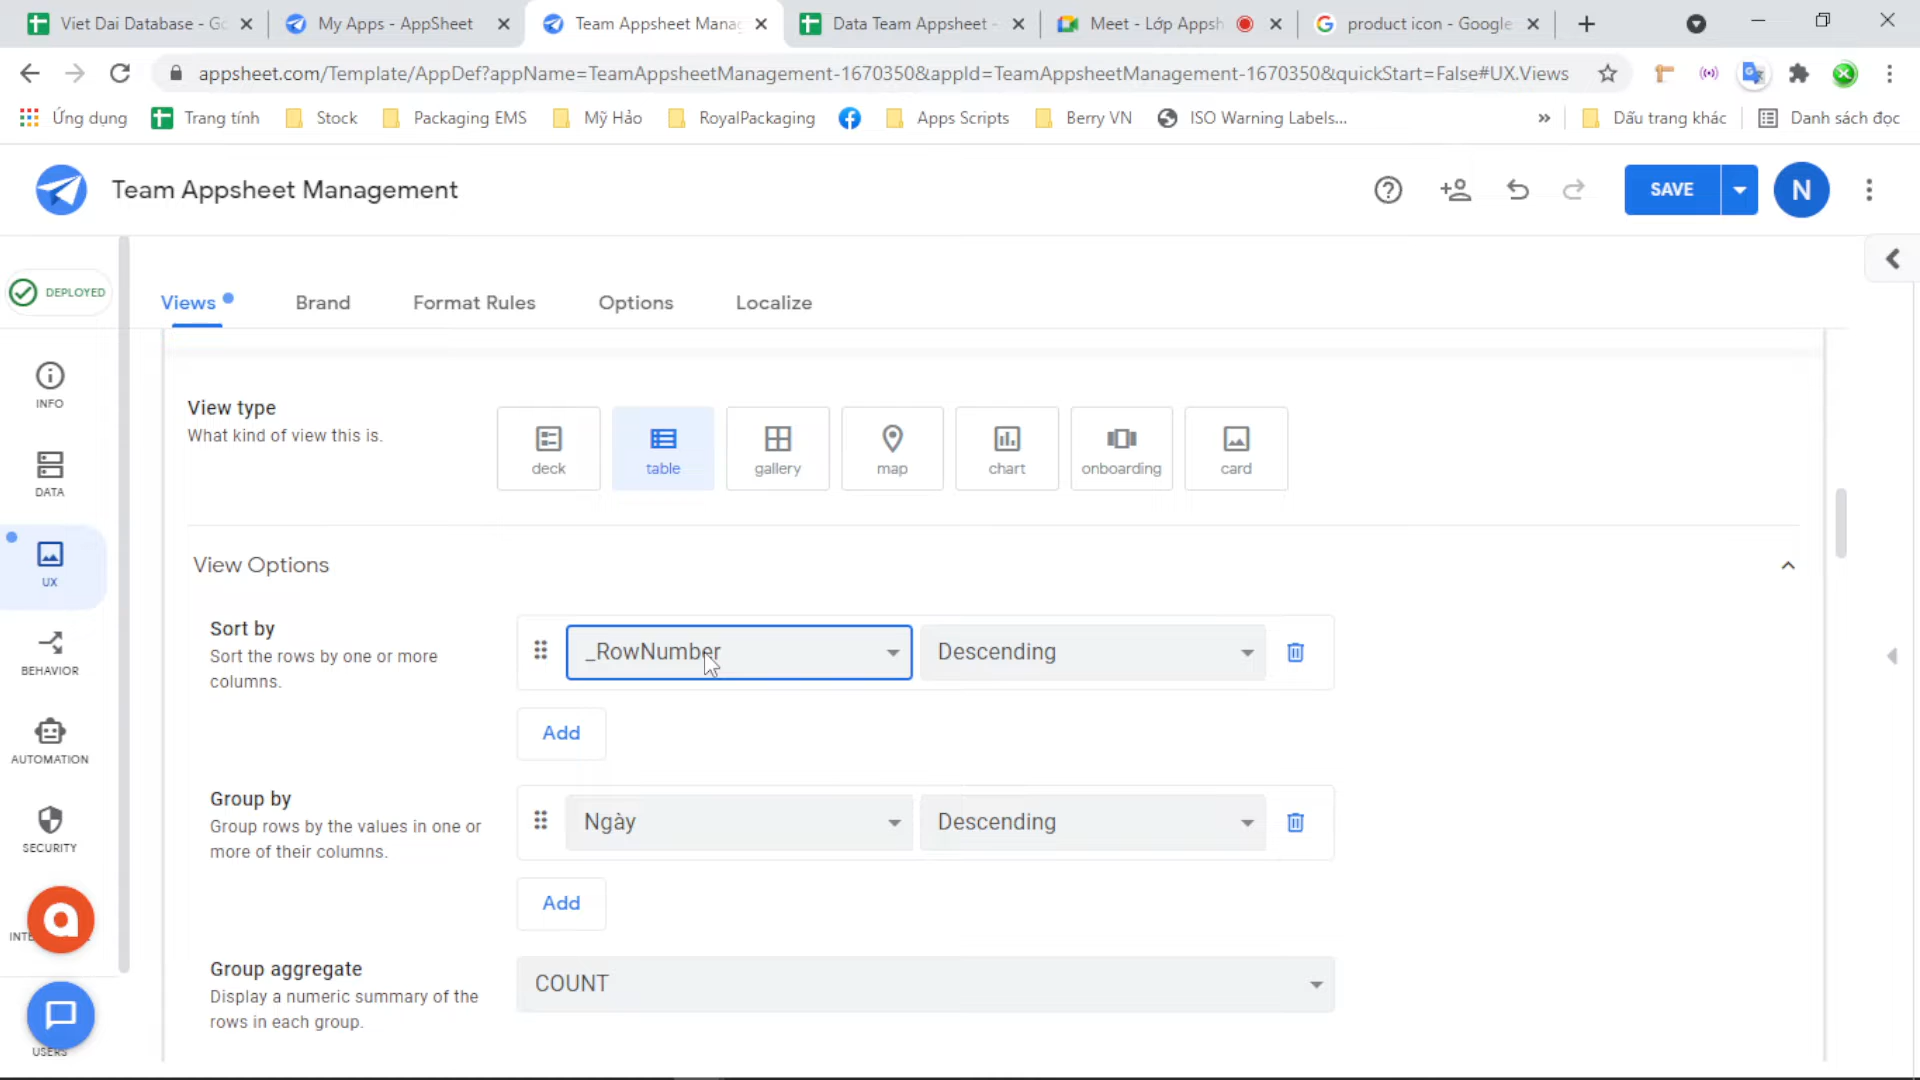 Viet Dai Database - Go
My Apps - AppSheet
Team Appsheet Manag
Data Team Appsheet -
Meet - Lớp Appsh
product icon - Google
appsheet.com/Template/AppDef?appName=TeamAppsheetManagement-1670350&appId=TeamAppsheetManagement-1670350&quickStart=False#UX.Views
Ứng dụng
Trang tính
Stock
Packaging EMS
Mỹ Hảo
RoyalPackaging
Apps Scripts
Berry VN
ISO Warning Labels...
»
Dấu trang khác
Danh sách đọc
Team Appsheet Management
SAVE
N
DEPLOYED
Views
Brand
Format Rules
Options
Localize
INFO
DATA
UX
BEHAVIOR
AUTOMATION
SECURITY
INTE
USERS
View type
What kind of view this is.
deck
table
gallery
map
chart
onboarding
card
View Options
Sort by
Sort the rows by one or more
columns.
_RowNumber
Descending
Add
Group by
Group rows by the values in one or
more of their columns.
Ngày
Descending
Add
Group aggregate
Display a numeric summary of the
rows in each group.
COUNT